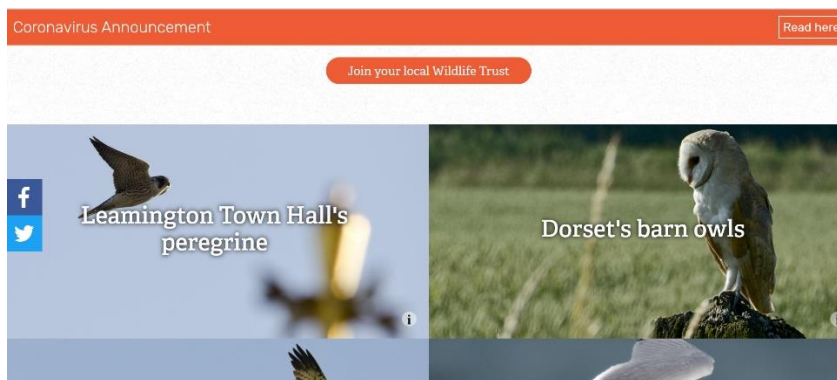 Coronavirus Announcement
Read here
Join your local Wildlife Trust
Leamington Town Hall's
peregrine
Dorset's barn owls